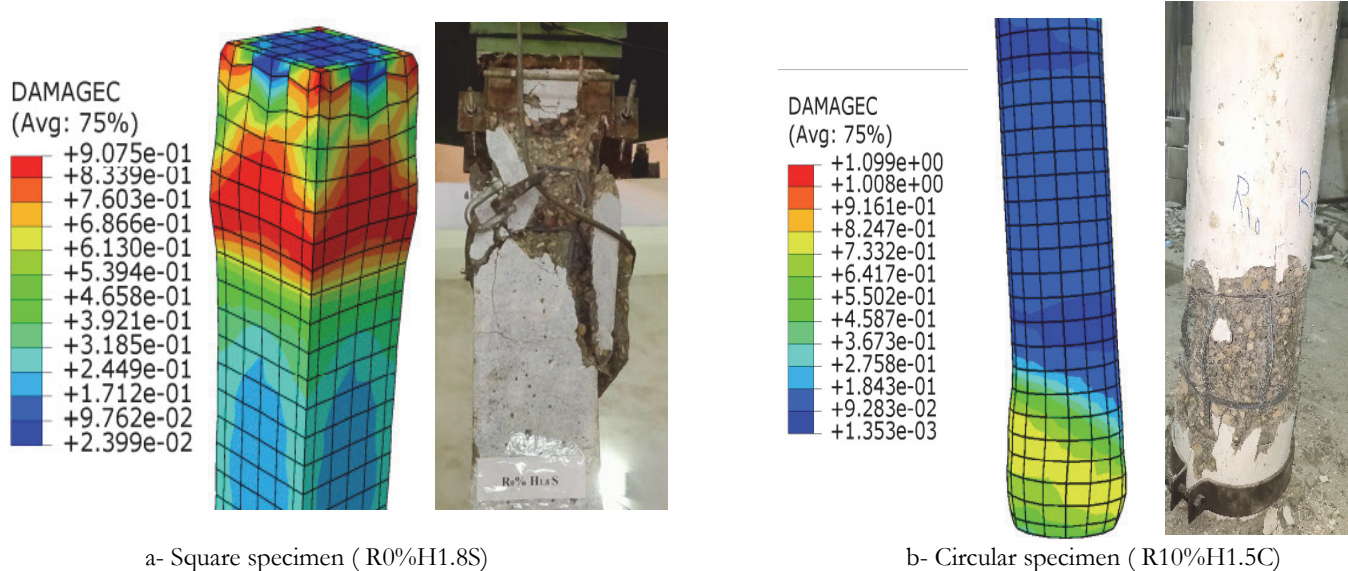 DAMAGEC
(Avg: 75%)
+9.075e-01
+8.339e-01
+7.603e-01
+6.866e-01
+6.130e-01
+5.394e-01
+4.658e-01
+3.921e-01
+3.185e-01
+2.449e-01
+1.712e-01
+9.762e-02
+2.399e-02
R0% H1.8 S
DAMAGEC
(Avg: 75%)
+1.099e+00
+1.008e+00
+9.161e-01
+8.247e-01
+7.332e-01
+6.417e-01
+5.502e-01
+4.587e-01
+3.673e-01
+2.758e-01
+1.843e-01
+9.283e-02
+1.353e-03
R10
a- Square specimen ( R0%H1.8S)
b- Circular specimen ( R10%H1.5C)